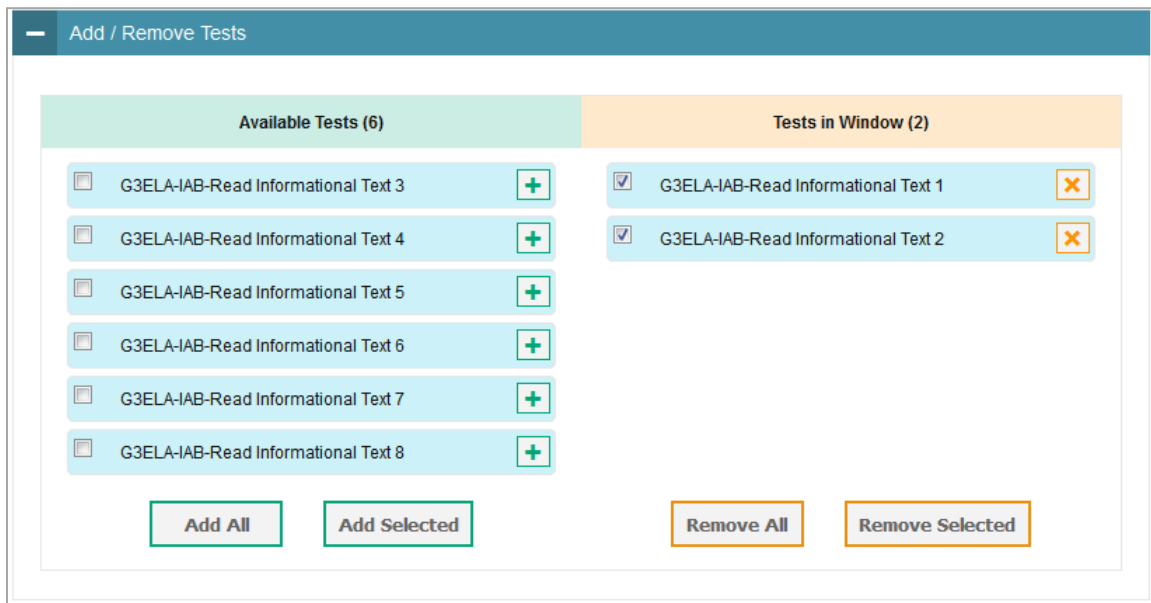 Add / Remove Tests
Available Tests (6)
Tests in Window (2)
G3ELA-IAB-Read Informational Text 3
G3ELA-IAB-Read Informational Text 1
G3ELA-IAB-Read Informational Text 4
G3ELA-IAB-Read Informational Text 2
G3ELA-IAB-Read Informational Text 5
G3ELA-IAB-Read Informational Text 6
G3ELA-IAB-Read Informational Text 7
G3ELA-IAB-Read Informational Text 8
Add All
Add Selected
Remove All
Remove Selected